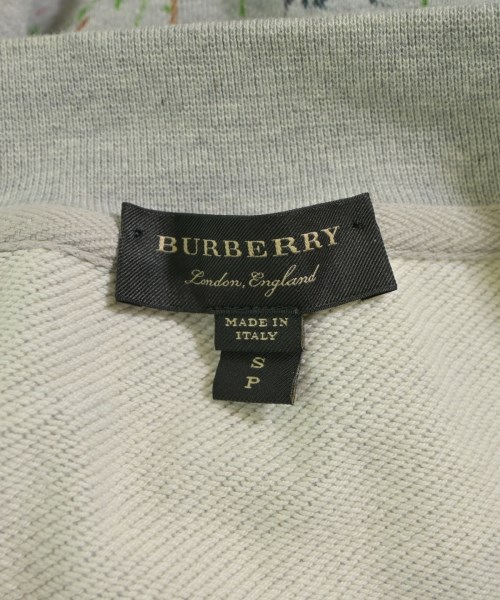 BURBERRY
London, England
MADE IN
ITALY
S
P